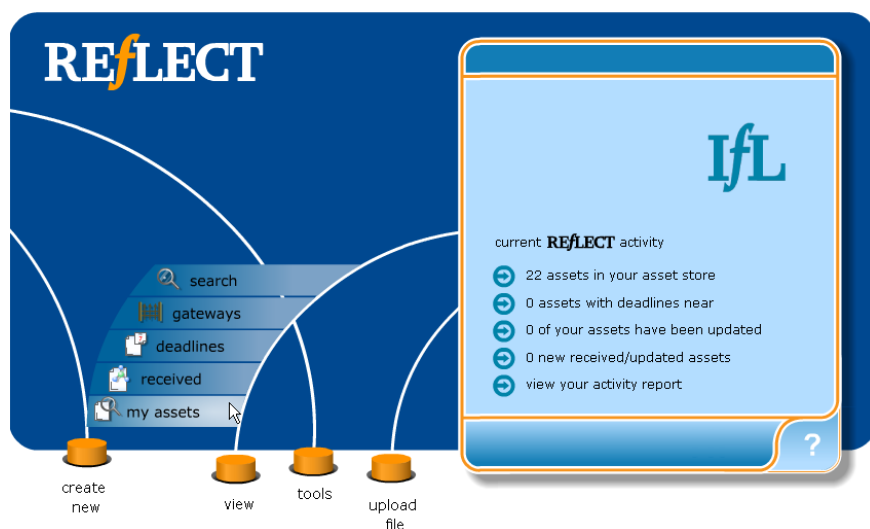 REfLECT
IfL
current REfLECT activity
22 assets in your asset store
0 assets with deadlines near
0 of your assets have been updated
0 new received/updated assets
view your activity report
?
search
gateways
deadlines
received
my assets
create
new
view
tools
upload
file